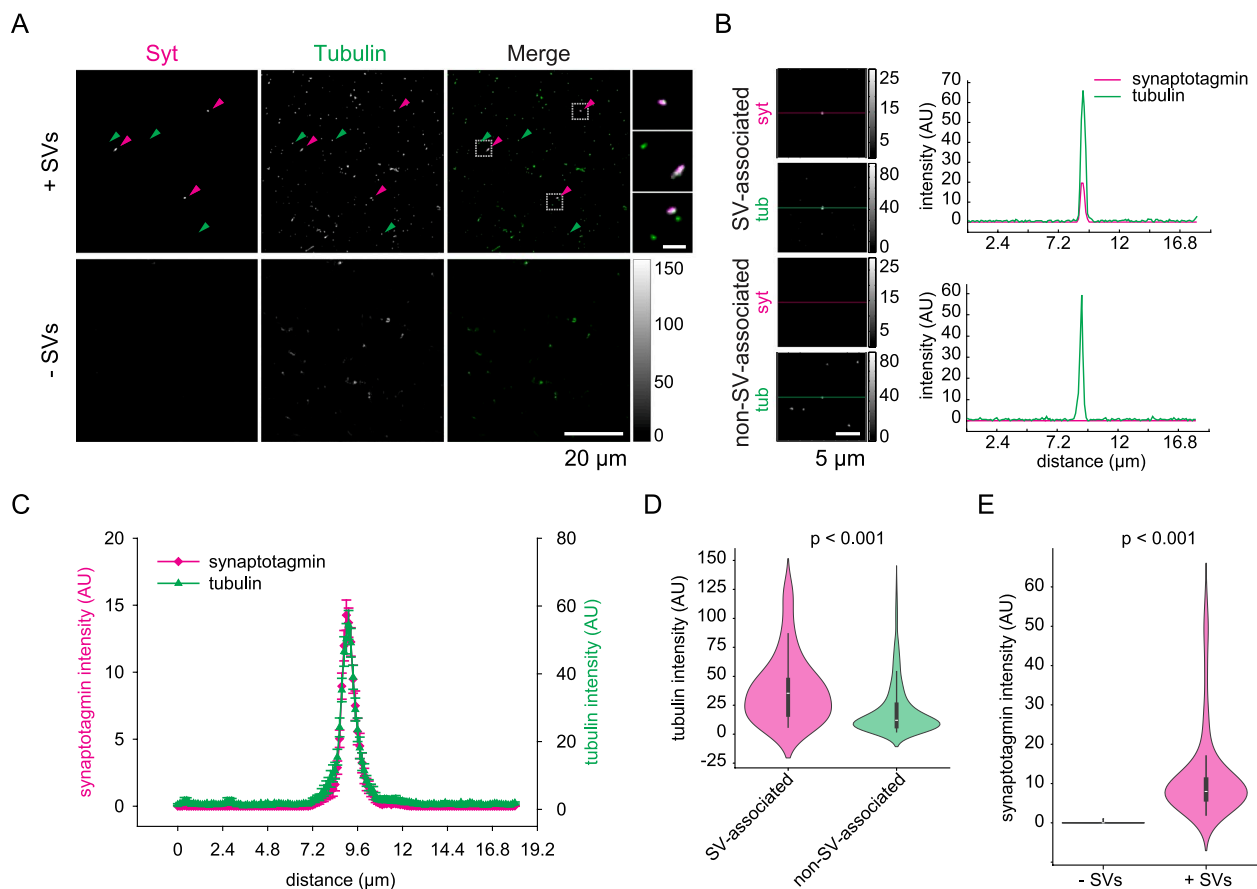 A
Syt Tubulin Merge
+ SVs
- SVs
150
100
50
0
20 µm
B
SV-associated
non-SV-associated
syt
tub
syt
tub
25
15
5
80
40
0
25
15
5
80
40
0
5 µm
synaptotagmin
tubulin
intensity (AU)
70
60
50
40
30
20
10
0
2.4 7.2 12 16.8
intensity (AU)
60
50
40
30
20
10
0
2.4 7.2 12 16.8
distance (µm)
C
synaptotagmin intensity (AU)
20
15
10
5
0
synaptotagmin
tubulin
80
60
40
20
0
tubulin intensity (AU)
0 2.4 4.8 7.2 9.6 12 14.4 16.8 19.2
distance (µm)
D
p < 0.001
tubulin intensity (AU)
150
125
100
75
50
25
0
−25
SV-associated
non-SV-associated
E
p < 0.001
synaptotagmin intensity (AU)
60
50
40
30
20
10
0
- SVs + SVs